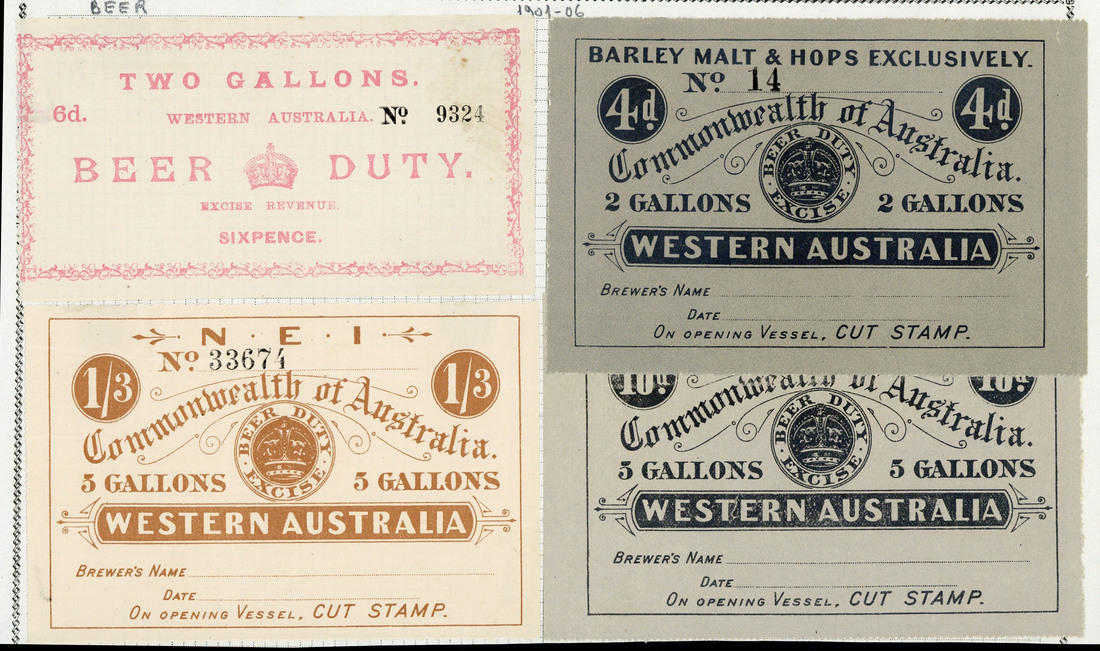 BEER
1901-06
TWO GALLONS.
6d.
WESTERN AUSTRALIA. No 9324
BEER DUTY.
EXCISE REVENUE.
SIXPENCE.
BARLEY MALT & HOPS EXCLUSIVELY.
No 14
4d. 4d.
Commonwealth of Australia.
BEER DUTY
EXCISE
2 GALLONS 2 GALLONS
WESTERN AUSTRALIA
BREWER'S NAME
DATE
ON OPENING VESSEL, CUT STAMP.
N·E·I
No 33674
1/3 1/3
Commonwealth of Australia.
BEER DUTY
EXCISE
5 GALLONS 5 GALLONS
WESTERN AUSTRALIA
BREWER'S NAME
DATE
ON OPENING VESSEL, CUT STAMP.
10d. 10d.
Commonwealth of Australia.
BEER DUTY
EXCISE
5 GALLONS 5 GALLONS
WESTERN AUSTRALIA
BREWER'S NAME
DATE
ON OPENING VESSEL, CUT STAMP.